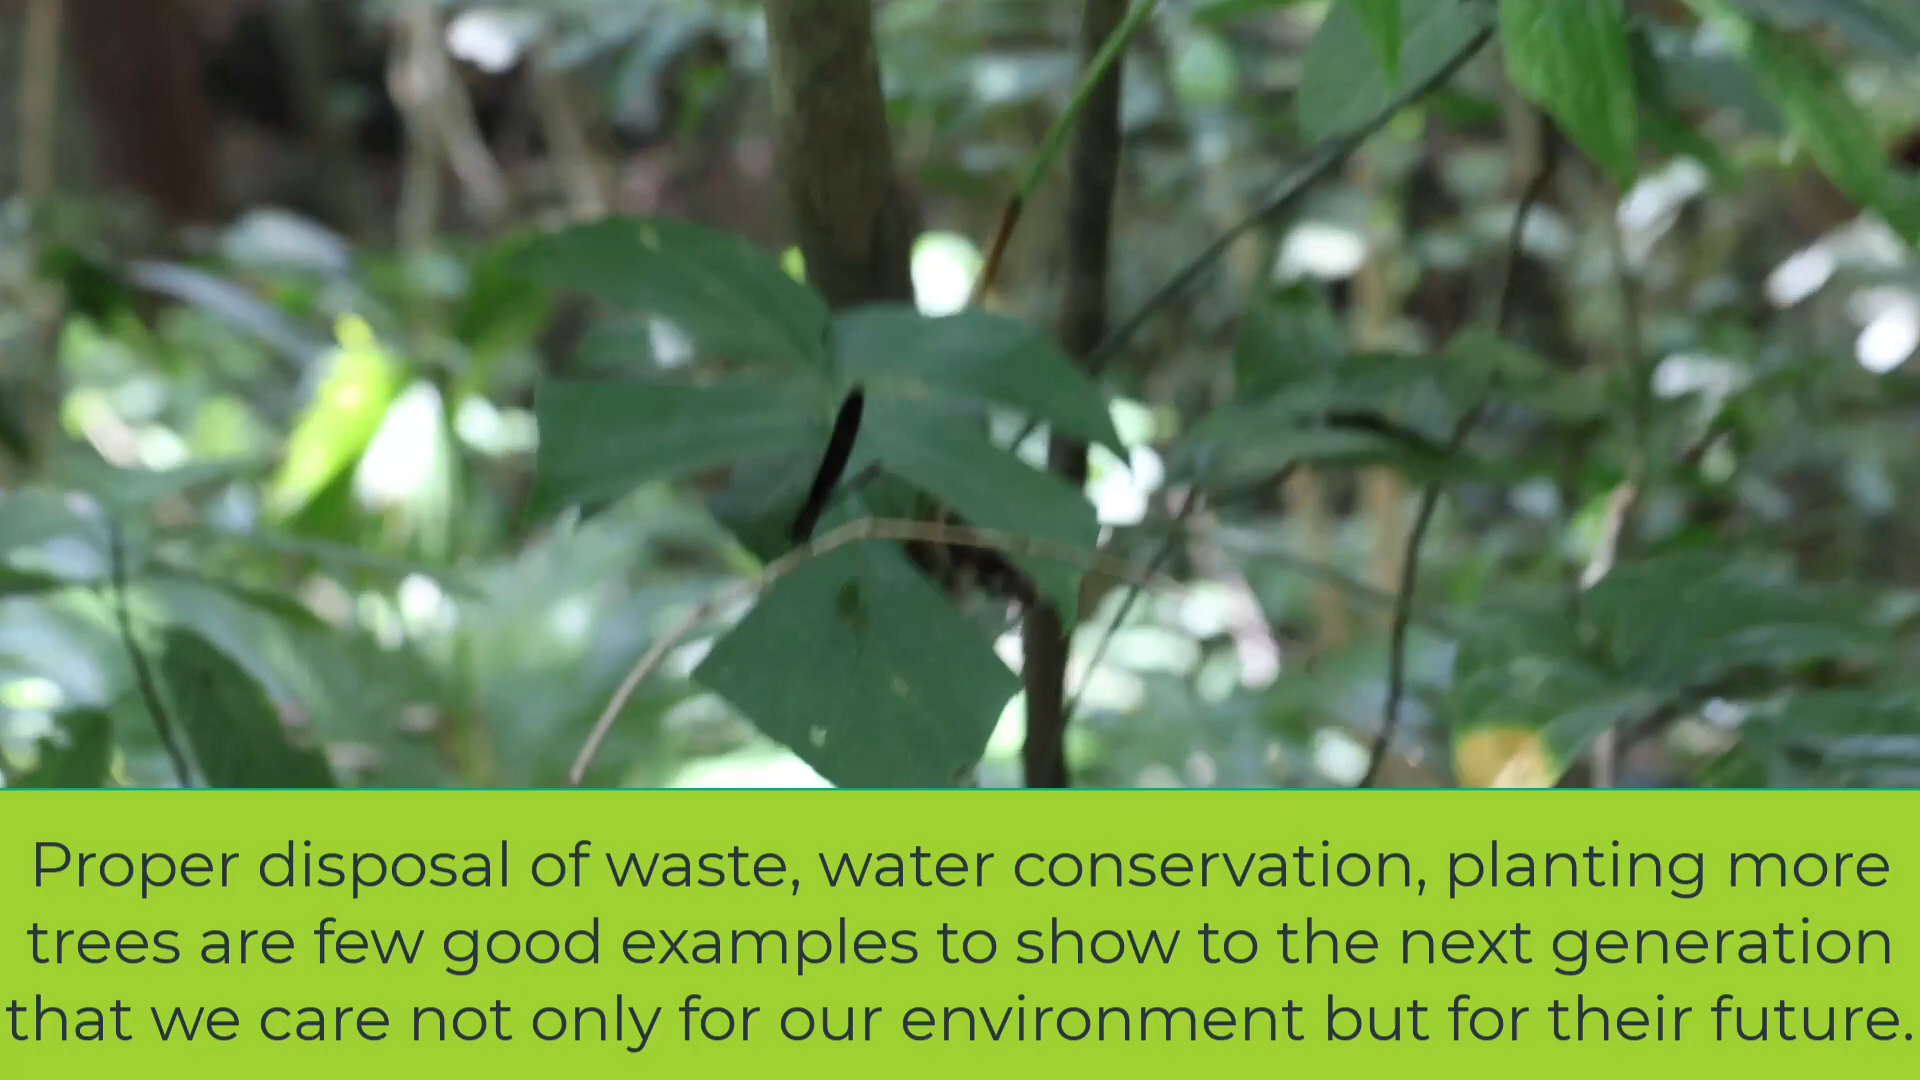 Proper disposal of waste, water conservation, planting more
trees are few good examples to show to the next generation
that we care not only for our environment but for their future.